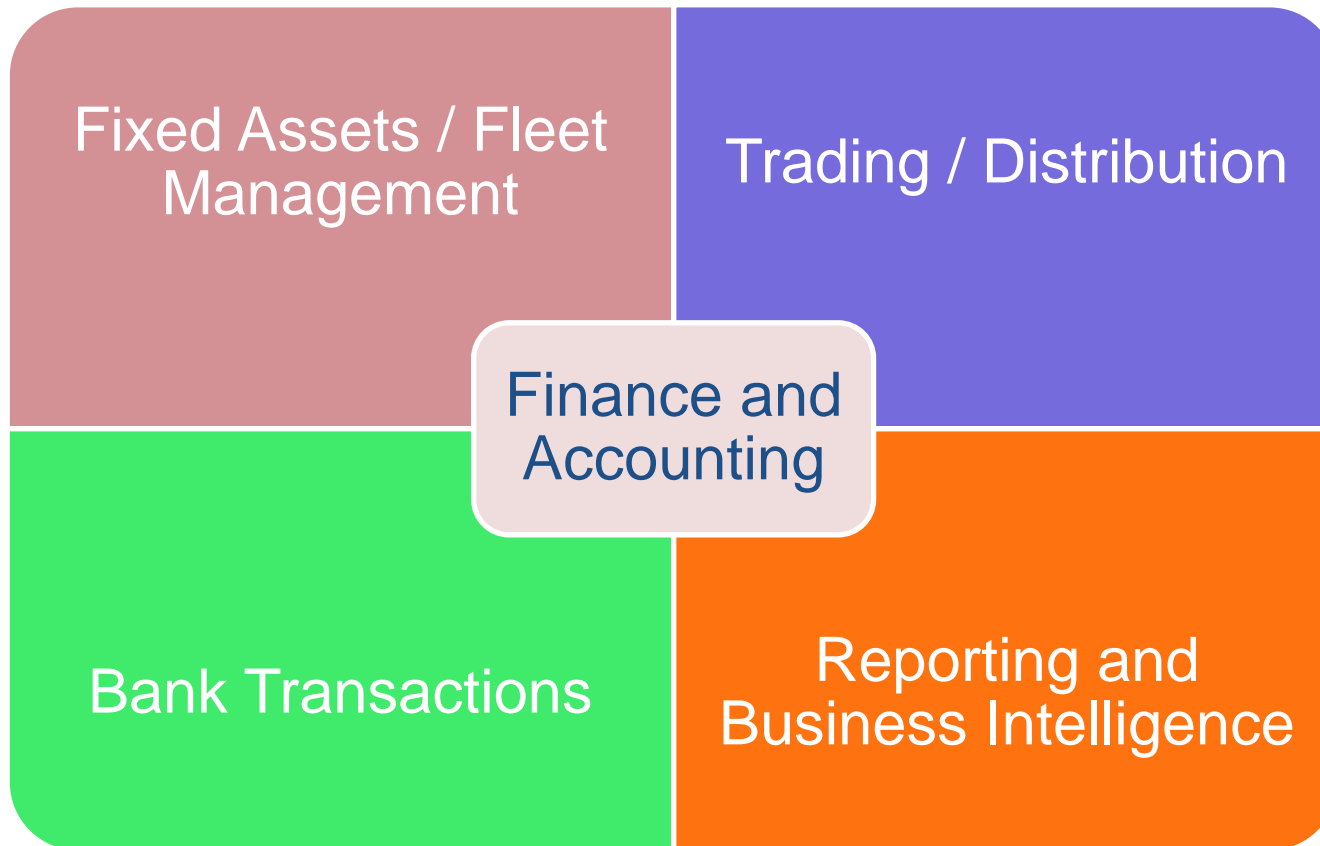 Fixed Assets / Fleet
Management
Trading / Distribution
Finance and
Accounting
Bank Transactions
Reporting and
Business Intelligence